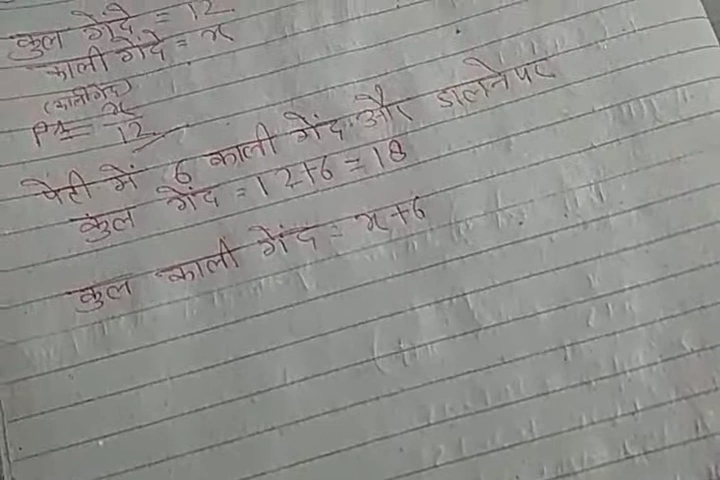 कुल गेंदे = 12
काली गेंदे = x
(काली गेंद)
P = x/12
पेटी में 6 काली गेंद और डालने पर
कुल गेंद = 12+6 = 18
कुल काली गेंद = x+6